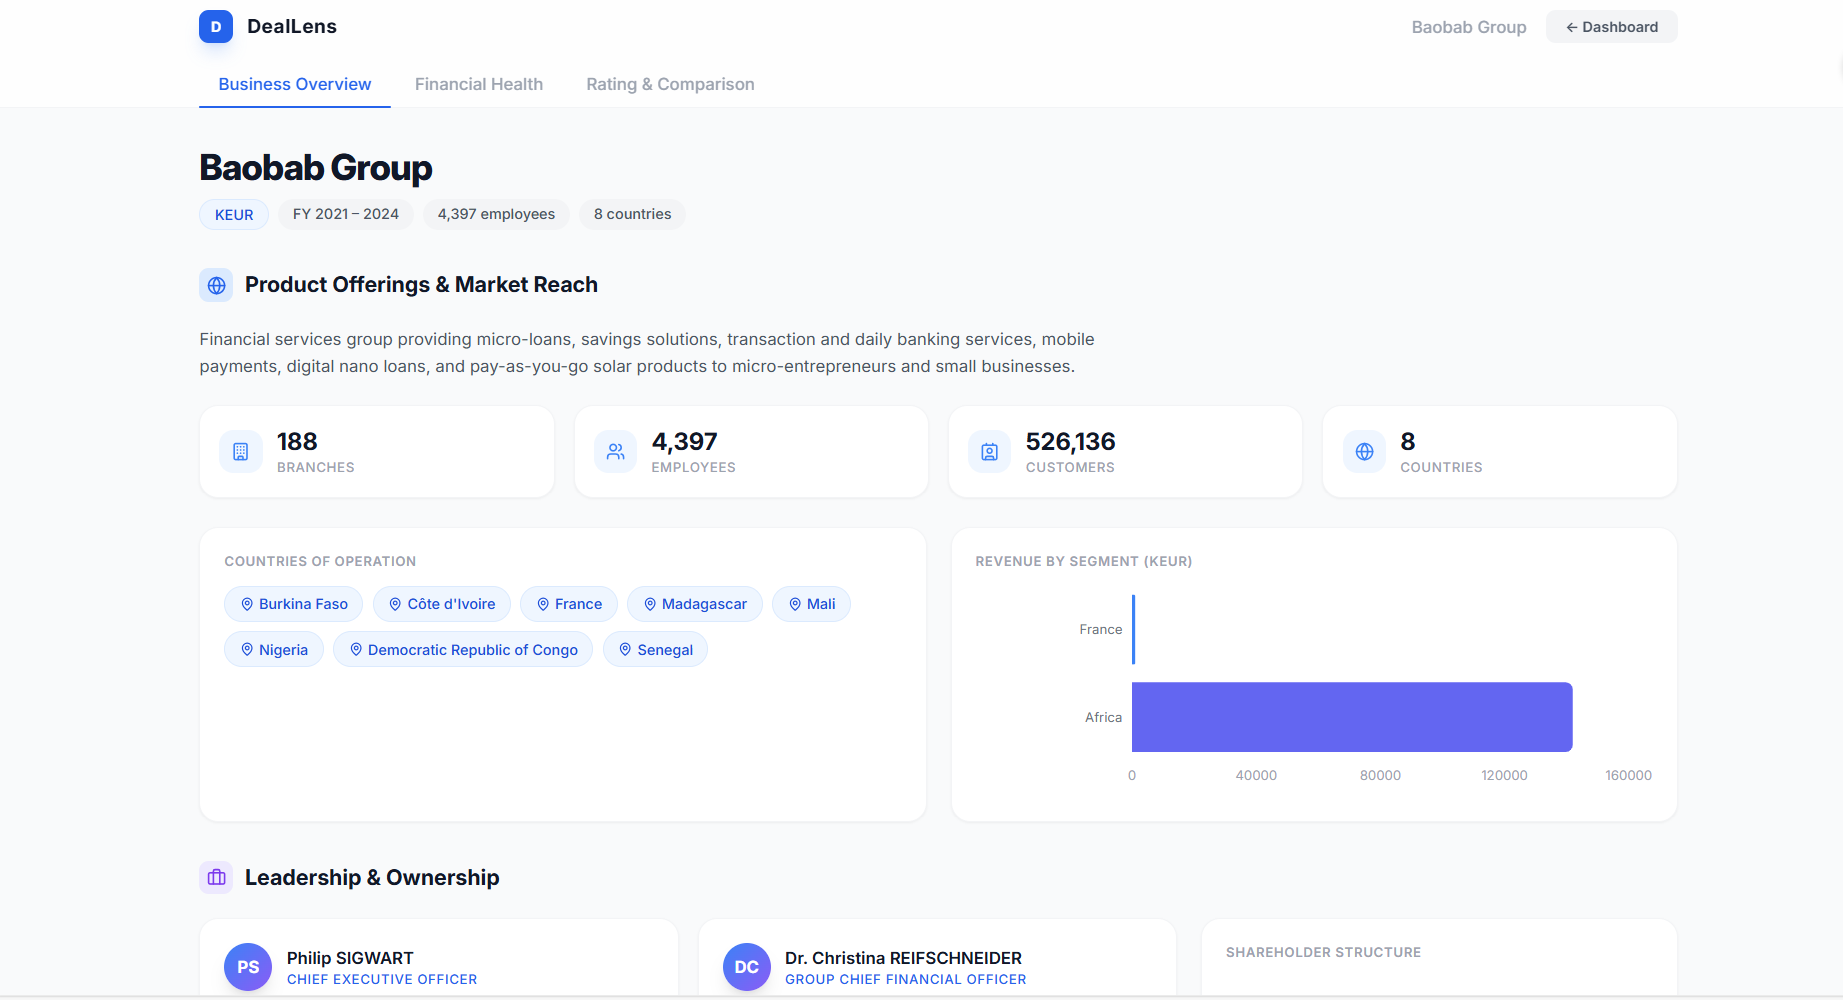 D DealLens
Baobab Group
← Dashboard
Business Overview
Financial Health
Rating & Comparison
Baobab Group
KEUR
FY 2021 – 2024
4,397 employees
8 countries
Product Offerings & Market Reach
Financial services group providing micro-loans, savings solutions, transaction and daily banking services, mobile
payments, digital nano loans, and pay-as-you-go solar products to micro-entrepreneurs and small businesses.
188
BRANCHES
4,397
EMPLOYEES
526,136
CUSTOMERS
8
COUNTRIES
COUNTRIES OF OPERATION
Burkina Faso
Côte d'Ivoire
France
Madagascar
Mali
Nigeria
Democratic Republic of Congo
Senegal
REVENUE BY SEGMENT (KEUR)
France
Africa
0 40000 80000 120000 160000
Leadership & Ownership
PS
Philip SIGWART
CHIEF EXECUTIVE OFFICER
DC
Dr. Christina REIFSCHNEIDER
GROUP CHIEF FINANCIAL OFFICER
SHAREHOLDER STRUCTURE